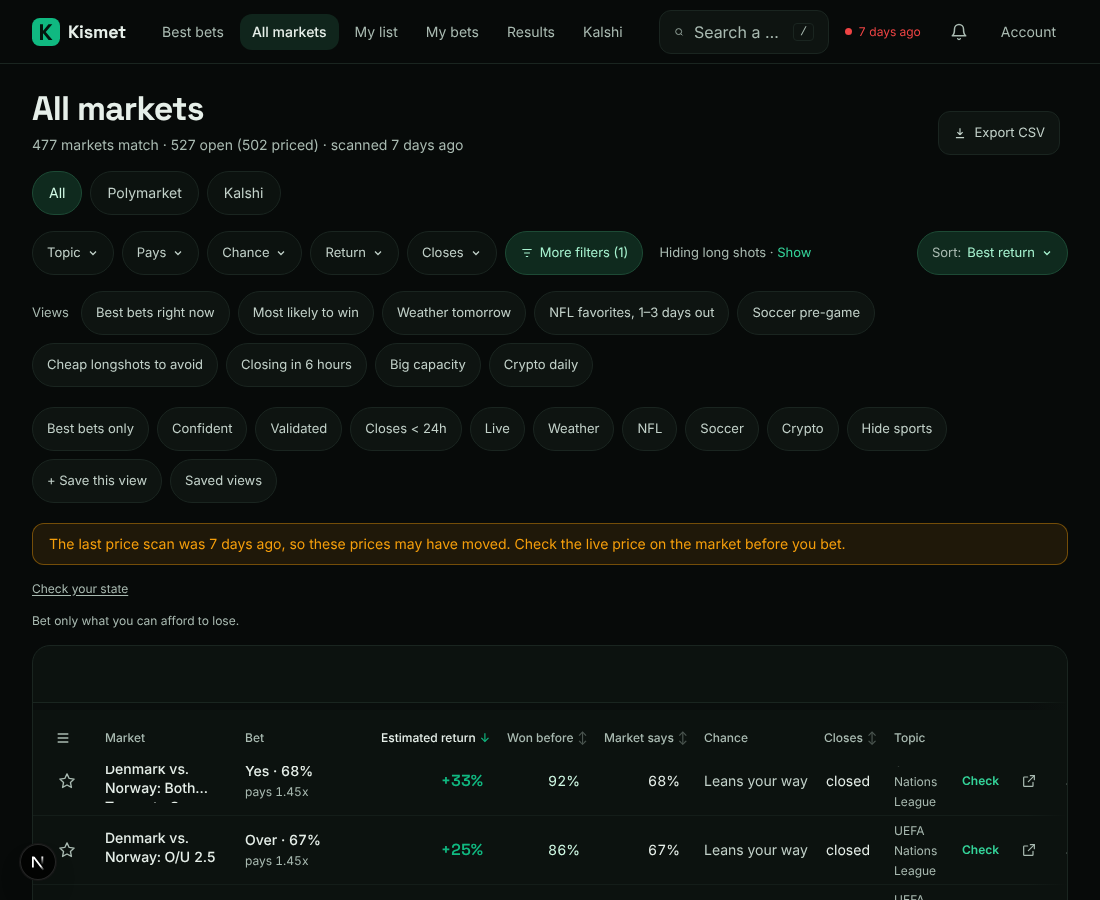 K Kismet Best bets All markets My list My bets Results Kalshi Search a ... / 7 days ago Account
All markets
477 markets match · 527 open (502 priced) · scanned 7 days ago
Export CSV
All Polymarket Kalshi
Topic Pays Chance Return Closes More filters (1) Hiding long shots · Show Sort: Best return
Views Best bets right now Most likely to win Weather tomorrow NFL favorites, 1–3 days out Soccer pre-game
Cheap longshots to avoid Closing in 6 hours Big capacity Crypto daily
Best bets only Confident Validated Closes < 24h Live Weather NFL Soccer Crypto Hide sports
+ Save this view Saved views
The last price scan was 7 days ago, so these prices may have moved. Check the live price on the market before you bet.
Check your state
Bet only what you can afford to lose.
Market Bet Estimated return Won before Market says Chance Closes Topic
Denmark vs.
Norway: Both...
Yes · 68%
pays 1.45x
+33% 92% 68% Leans your way closed
Nations
League
Check
Denmark vs.
Norway: O/U 2.5
Over · 67%
pays 1.45x
+25% 86% 67% Leans your way closed
UEFA
Nations
League
Check
N
UEFA